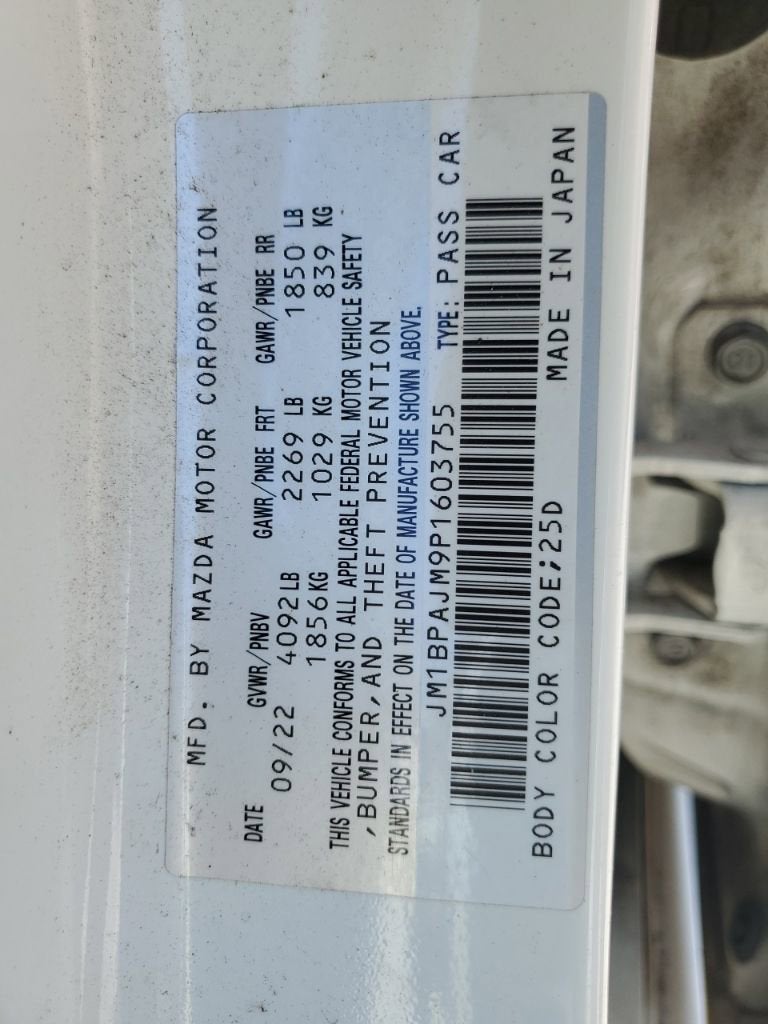 MFD. BY MAZDA MOTOR CORPORATION
DATE GVWR/PNBV GAWR/PNBE FRT GAWR/PNBE RR
09/22 4092LB 2269 LB 1850 LB
1856KG 1029 KG 839 KG
THIS VEHICLE CONFORMS TO ALL APPLICABLE FEDERAL MOTOR VEHICLE SAFETY
,BUMPER,AND THEFT PREVENTION
STANDARDS IN EFFECT ON THE DATE OF MANUFACTURE SHOWN ABOVE.
JM1BPAJM9P1603755 TYPE: PASS CAR
BODY COLOR CODE;25D MADE IN JAPAN